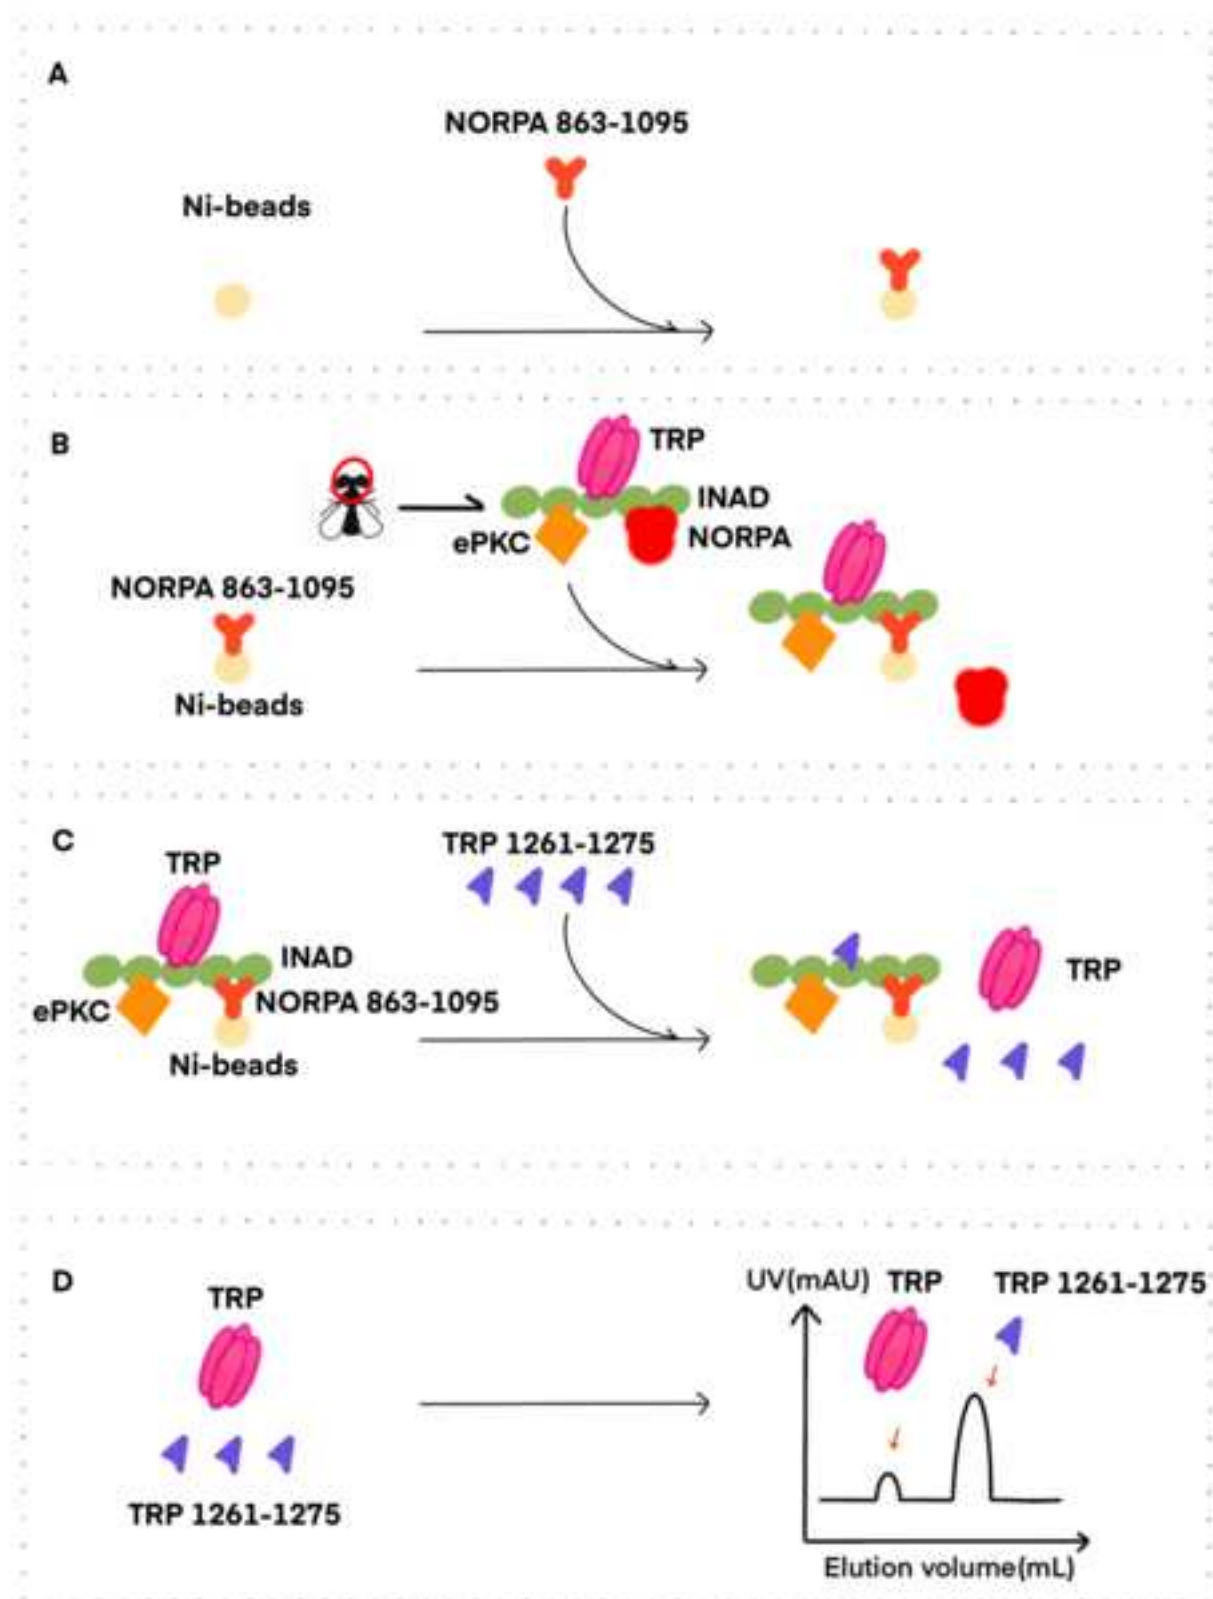 A
NORPA 863-1095
Ni-beads
B
TRP
INAD
ePKC
NORPA
NORPA 863-1095
Ni-beads
C
TRP 1261-1275
TRP
INAD
TRP
ePKC
NORPA 863-1095
Ni-beads
D
UV(mAU)
TRP
TRP 1261-1275
TRP
TRP 1261-1275
Elution volume(mL)